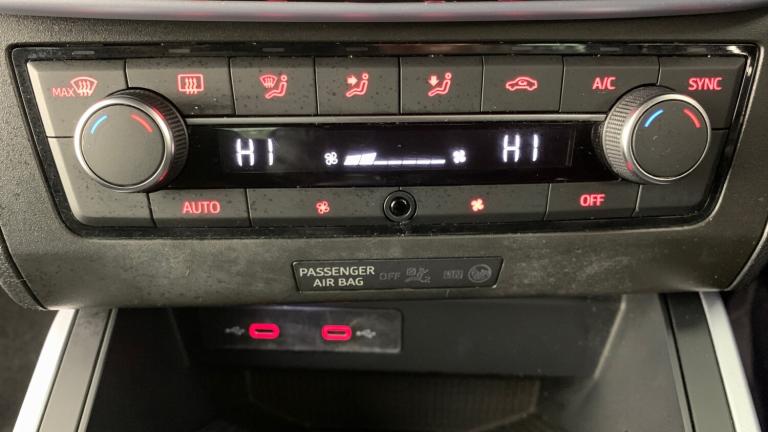 MAX
A/C
SYNC
HI
HI
AUTO
OFF
PASSENGER
AIR BAG
OFF
ON